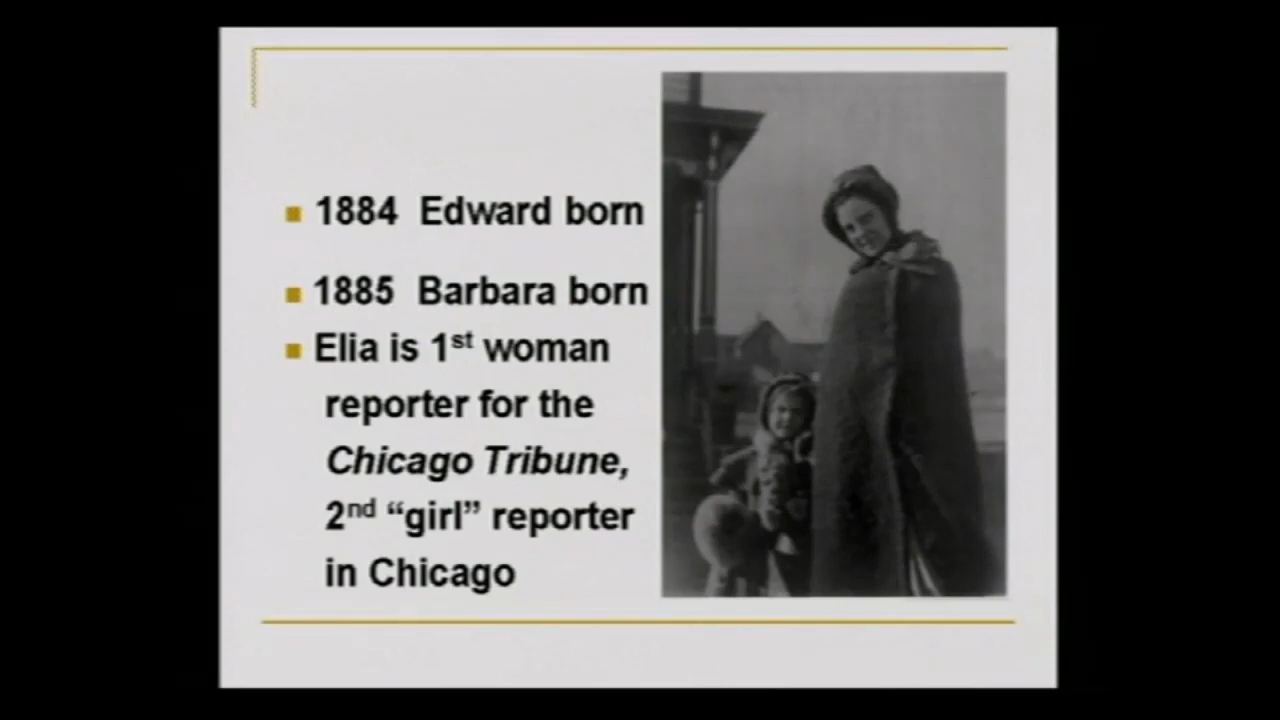 1884 Edward born
1885 Barbara born
Elia is 1st woman
reporter for the
Chicago Tribune,
2nd “girl” reporter
in Chicago